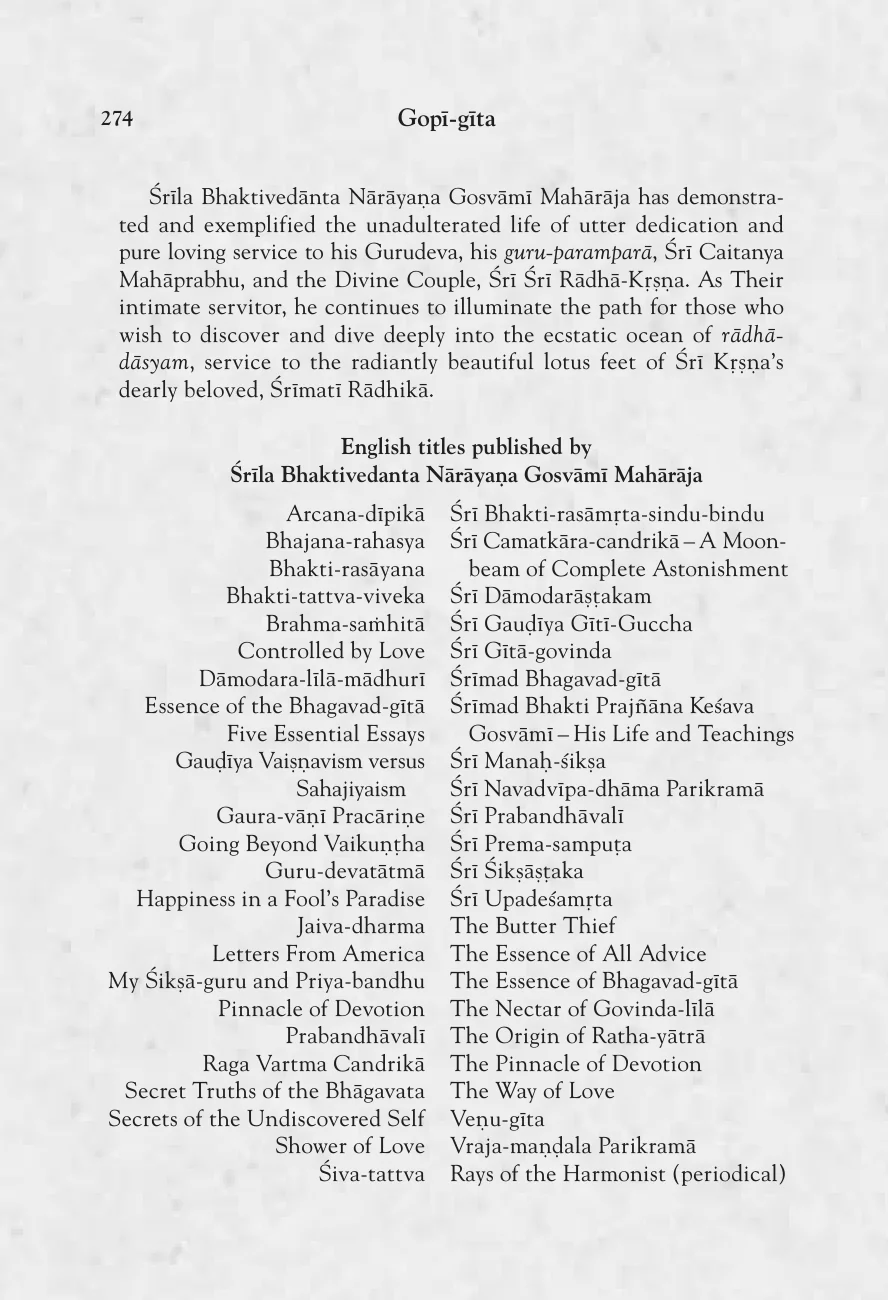 274
Gopī-gīta
Śrīla Bhaktivedānta Nārāyaṇa Gosvāmī Mahārāja has demonstra-
ted and exemplified the unadulterated life of utter dedication and
pure loving service to his Gurudeva, his guru-paramparā, Śrī Caitanya
Mahāprabhu, and the Divine Couple, Śrī Śrī Rādhā-Kṛṣṇa. As Their
intimate servitor, he continues to illuminate the path for those who
wish to discover and dive deeply into the ecstatic ocean of rādhā-
dāsyam, service to the radiantly beautiful lotus feet of Śrī Kṛṣṇa's
dearly beloved, Śrīmatī Rādhikā.
English titles published by
Śrīla Bhaktivedanta Nārāyaṇa Gosvāmī Mahārāja
Arcana-dīpikā
Bhajana-rahasya
Bhakti-rasāyana
Bhakti-tattva-viveka
Brahma-saṁhitā
Controlled by Love
Dāmodara-līlā-mādhurī
Essence of the Bhagavad-gītā
Five Essential Essays
Gauḍīya Vaiṣṇavism versus
Sahajiyaism
Gaura-vāṇī Pracāriṇe
Going Beyond Vaikuṇṭha
Guru-devatātmā
Happiness in a Fool's Paradise
Jaiva-dharma
Letters From America
My Śikṣā-guru and Priya-bandhu
Pinnacle of Devotion
Prabandhāvalī
Raga Vartma Candrikā
Secret Truths of the Bhāgavata
Secrets of the Undiscovered Self
Shower of Love
Śiva-tattva
Śrī Bhakti-rasāmṛta-sindu-bindu
Śrī Camatkāra-candrikā – A Moon-
beam of Complete Astonishment
Śrī Dāmodarāṣṭakam
Śrī Gauḍīya Gītī-Guccha
Śrī Gītā-govinda
Śrīmad Bhagavad-gītā
Śrīmad Bhakti Prajñāna Keśava
Gosvāmī – His Life and Teachings
Śrī Manaḥ-śikṣa
Śrī Navadvīpa-dhāma Parikramā
Śrī Prabandhāvalī
Śrī Prema-sampuṭa
Śrī Śikṣāṣṭaka
Śrī Upadeśamṛta
The Butter Thief
The Essence of All Advice
The Essence of Bhagavad-gītā
The Nectar of Govinda-līlā
The Origin of Ratha-yātrā
The Pinnacle of Devotion
The Way of Love
Veṇu-gīta
Vraja-maṇḍala Parikramā
Rays of the Harmonist (periodical)